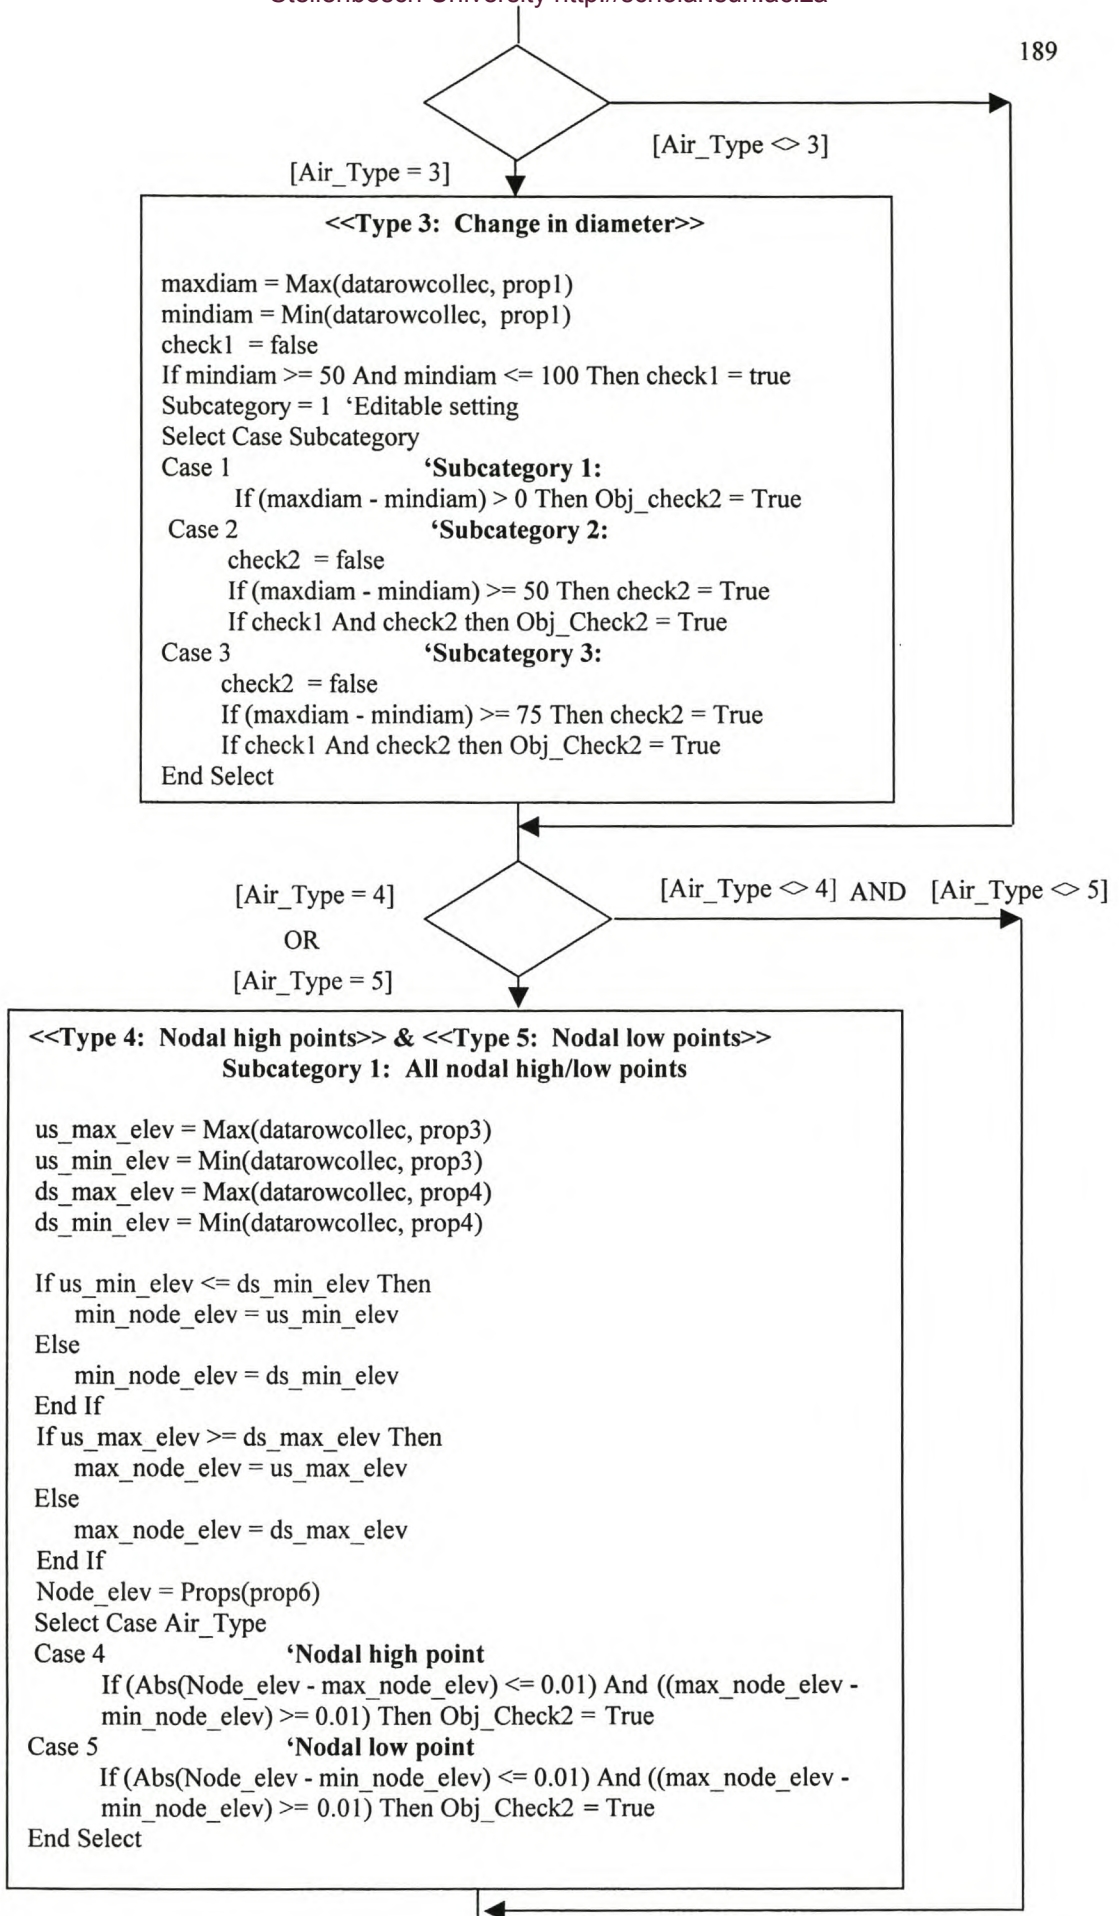 189
[Air_Type <> 3]
[Air_Type = 3]
<<Type 3: Change in diameter>>
maxdiam = Max(datarowcollec, prop1)
mindiam = Min(datarowcollec, prop1)
check1 = false
If mindiam >= 50 And mindiam <= 100 Then check1 = true
Subcategory = 1 ‘Editable setting
Select Case Subcategory
Case 1 ‘Subcategory 1:
If (maxdiam - mindiam) > 0 Then Obj_check2 = True
Case 2 ‘Subcategory 2:
check2 = false
If (maxdiam - mindiam) >= 50 Then check2 = True
If check1 And check2 then Obj_Check2 = True
Case 3 ‘Subcategory 3:
check2 = false
If (maxdiam - mindiam) >= 75 Then check2 = True
If check1 And check2 then Obj_Check2 = True
End Select
[Air_Type = 4]
OR
[Air_Type = 5]
[Air_Type <> 4] AND [Air_Type <> 5]
<<Type 4: Nodal high points>> & <<Type 5: Nodal low points>>
Subcategory 1: All nodal high/low points
us_max_elev = Max(datarowcollec, prop3)
us_min_elev = Min(datarowcollec, prop3)
ds_max_elev = Max(datarowcollec, prop4)
ds_min_elev = Min(datarowcollec, prop4)
If us_min_elev <= ds_min_elev Then
min_node_elev = us_min_elev
Else
min_node_elev = ds_min_elev
End If
If us_max_elev >= ds_max_elev Then
max_node_elev = us_max_elev
Else
max_node_elev = ds_max_elev
End If
Node_elev = Props(prop6)
Select Case Air_Type
Case 4 ‘Nodal high point
If (Abs(Node_elev - max_node_elev) <= 0.01) And ((max_node_elev -
min_node_elev) >= 0.01) Then Obj_Check2 = True
Case 5 ‘Nodal low point
If (Abs(Node_elev - min_node_elev) <= 0.01) And ((max_node_elev -
min_node_elev) >= 0.01) Then Obj_Check2 = True
End Select